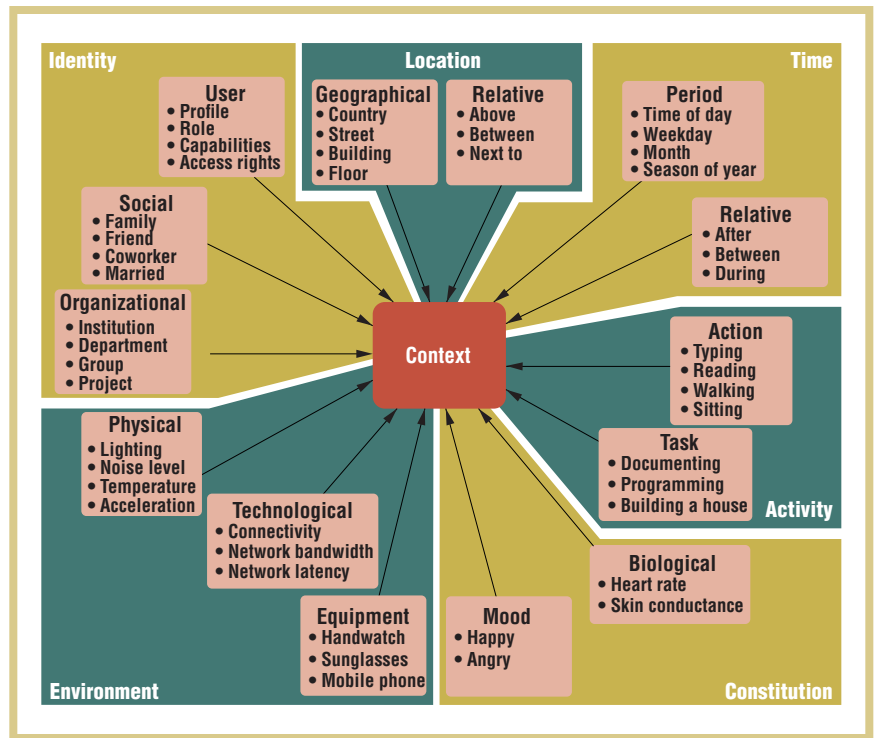 Identity
User
• Profile
• Role
• Capabilities
• Access rights
Social
• Family
• Friend
• Coworker
• Married
Organizational
• Institution
• Department
• Group
• Project
Location
Geographical
• Country
• Street
• Building
• Floor
Relative
• Above
• Between
• Next to
Time
Period
• Time of day
• Weekday
• Month
• Season of year
Relative
• After
• Between
• During
Context
Action
• Typing
• Reading
• Walking
• Sitting
Task
• Documenting
• Programming
• Building a house
Activity
Physical
• Lighting
• Noise level
• Temperature
• Acceleration
Technological
• Connectivity
• Network bandwidth
• Network latency
Equipment
• Handwatch
• Sunglasses
• Mobile phone
Environment
Mood
• Happy
• Angry
Biological
• Heart rate
• Skin conductance
Constitution